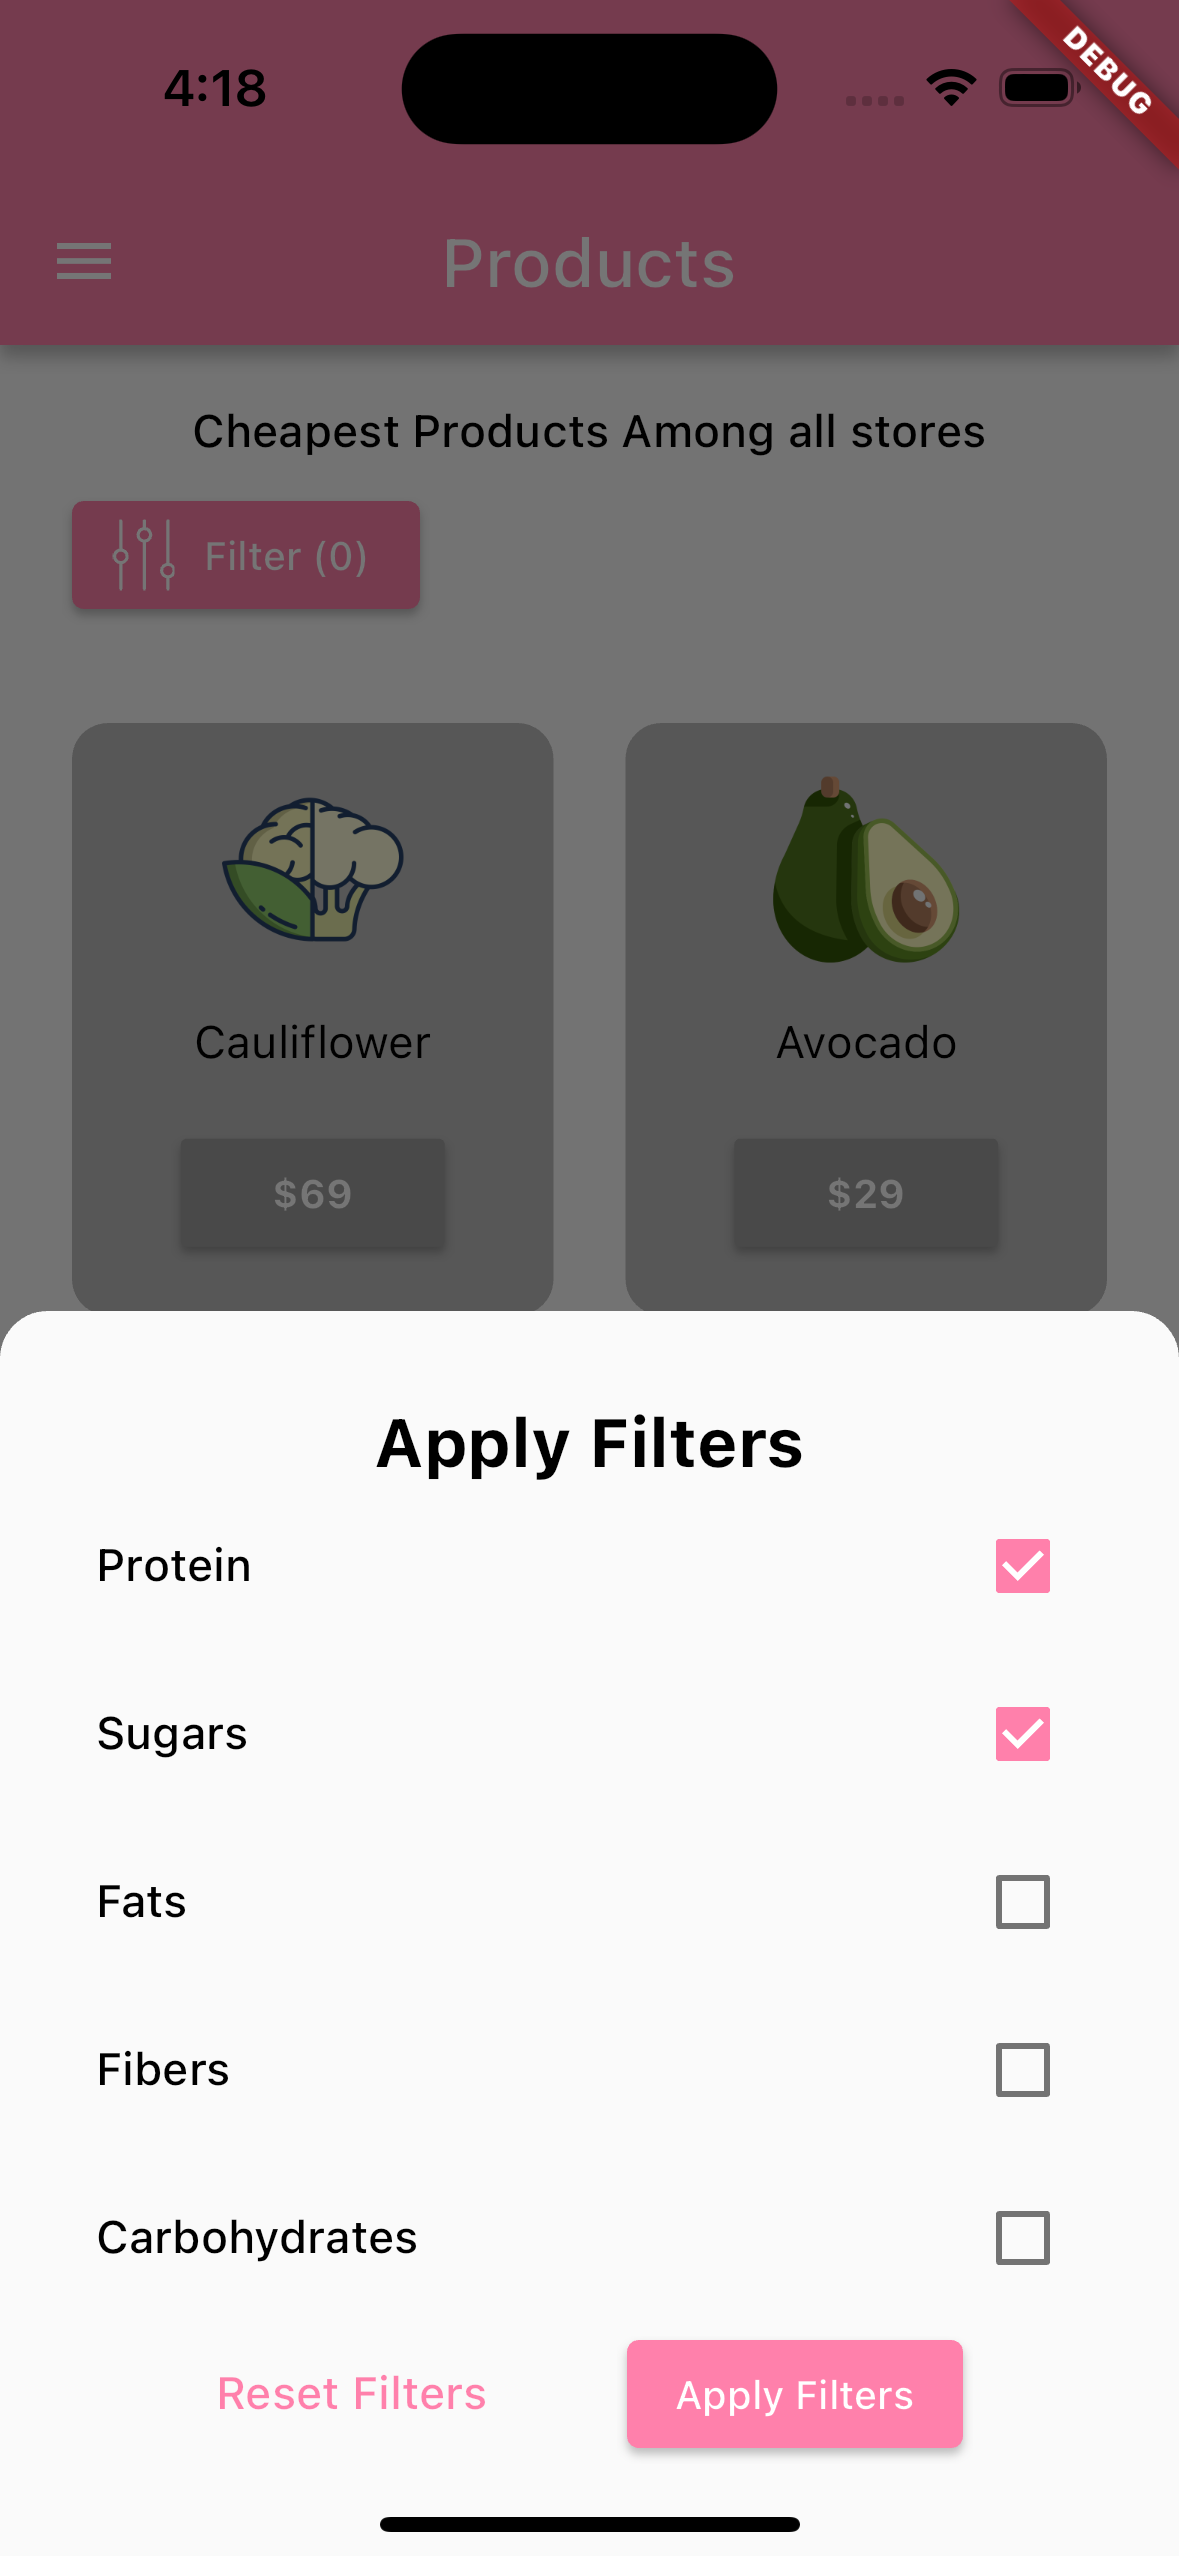 4:18
DEBUG
Products
Cheapest Products Among all stores
Filter (0)
Cauliflower
Avocado
$69
$29
Apply Filters
Protein
Sugars
Fats
Fibers
Carbohydrates
Reset Filters
Apply Filters